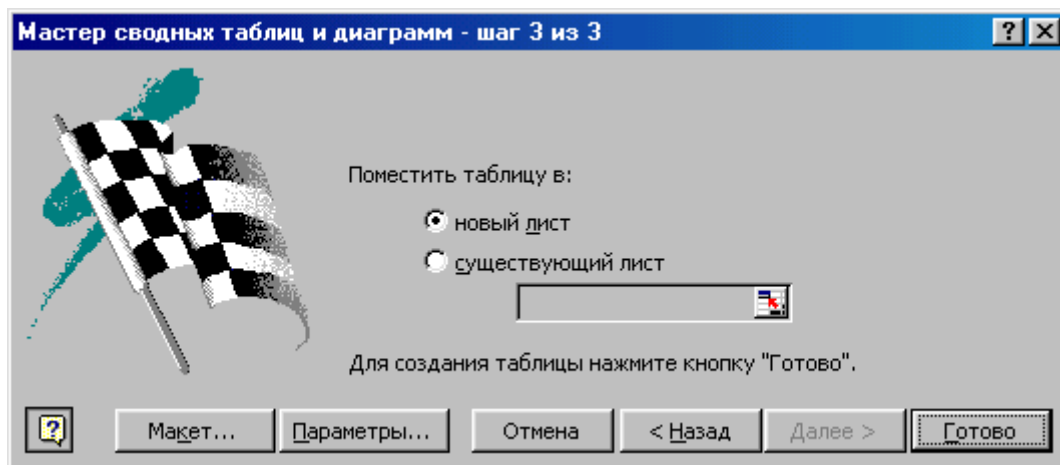 Мастер сводных таблиц и диаграмм - шаг 3 из 3
Поместить таблицу в:
новый лист
существующий лист
Для создания таблицы нажмите кнопку "Готово".
Макет... Параметры... Отмена < Назад Далее > Готово